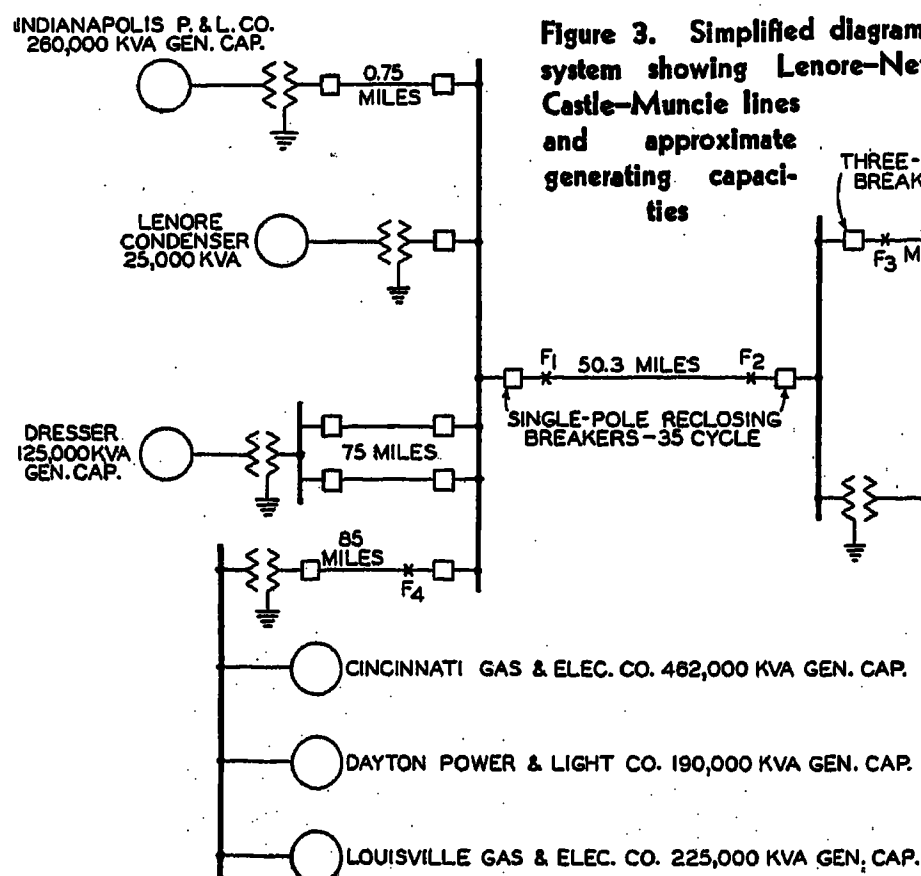 INDIANAPOLIS P. & L. CO.
260,000 KVA GEN. CAP.
0.75
MILES
Figure 3. Simplified diagram
system showing Lenore–Ne
Castle–Muncie lines
and approximate
generating capaci-
ties
THREE-
BREAK
LENORE
CONDENSER
25,000 KVA
F3
M
F1
50.3 MILES
F2
SINGLE-POLE RECLOSING
BREAKERS–35 CYCLE
DRESSER
125,000 KVA
GEN. CAP.
75 MILES
85
MILES
F4
CINCINNATI GAS & ELEC. CO. 462,000 KVA GEN. CAP.
DAYTON POWER & LIGHT CO. 190,000 KVA GEN. CAP.
LOUISVILLE GAS & ELEC. CO. 225,000 KVA GEN. CAP.